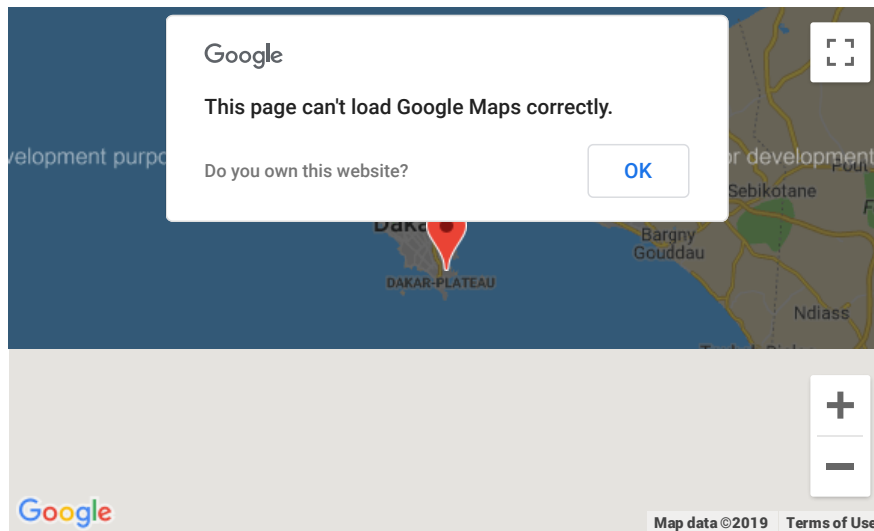 Google
This page can't load Google Maps correctly.
velopment purpo
Do you own this website?
OK
or development
Sebikotane
Bargny
Gouddau
DAKAR-PLATEAU
Ndiass
Google
Map data ©2019 Terms of Use